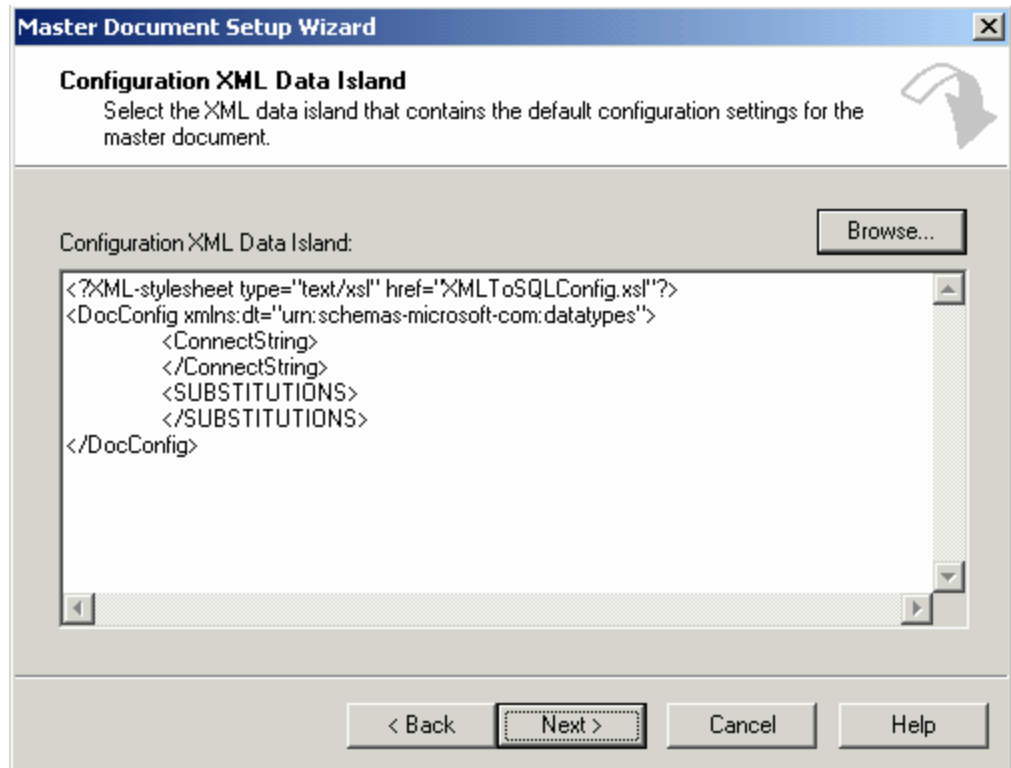 Master Document Setup Wizard
Configuration XML Data Island
Select the XML data island that contains the default configuration settings for the
master document.
Browse...
Configuration XML Data Island:
<?XML-stylesheet type="text/xsl" href="XMLToSQLConfig.xsl"?>
<DocConfig xmlns:dt="urn:schemas-microsoft-com:datatypes">
<ConnectString>
</ConnectString>
<SUBSTITUTIONS>
</SUBSTITUTIONS>
</DocConfig>
< Back Next > Cancel Help